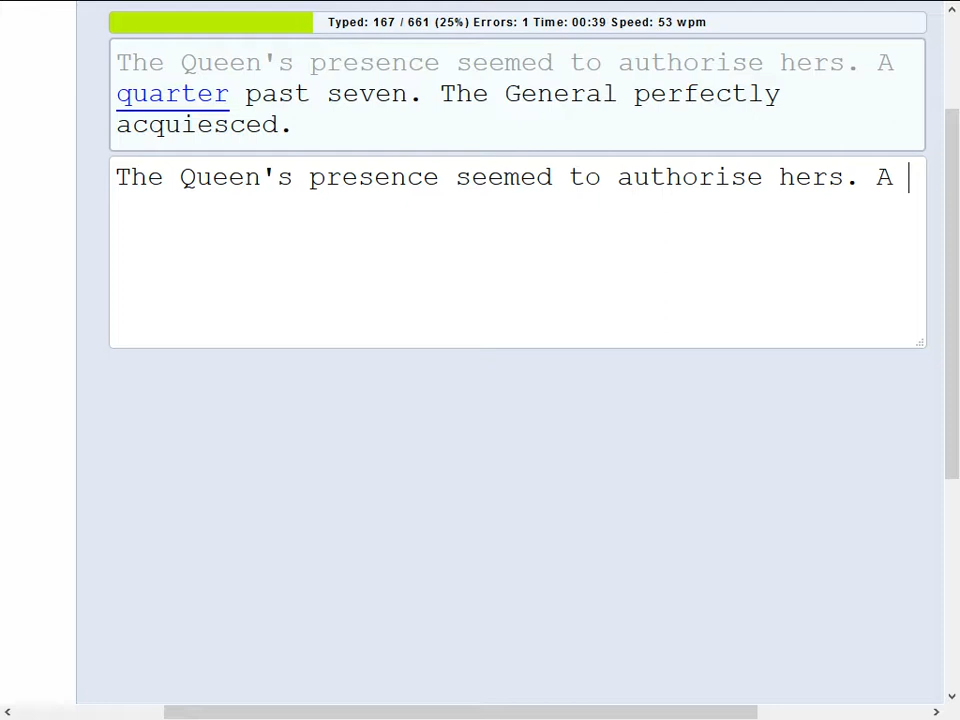 Typed: 167 / 661 (25%) Errors: 1 Time: 00:39 Speed: 53 wpm
The Queen's presence seemed to authorise hers. A
quarter past seven. The General perfectly
acquiesced.
The Queen's presence seemed to authorise hers. A